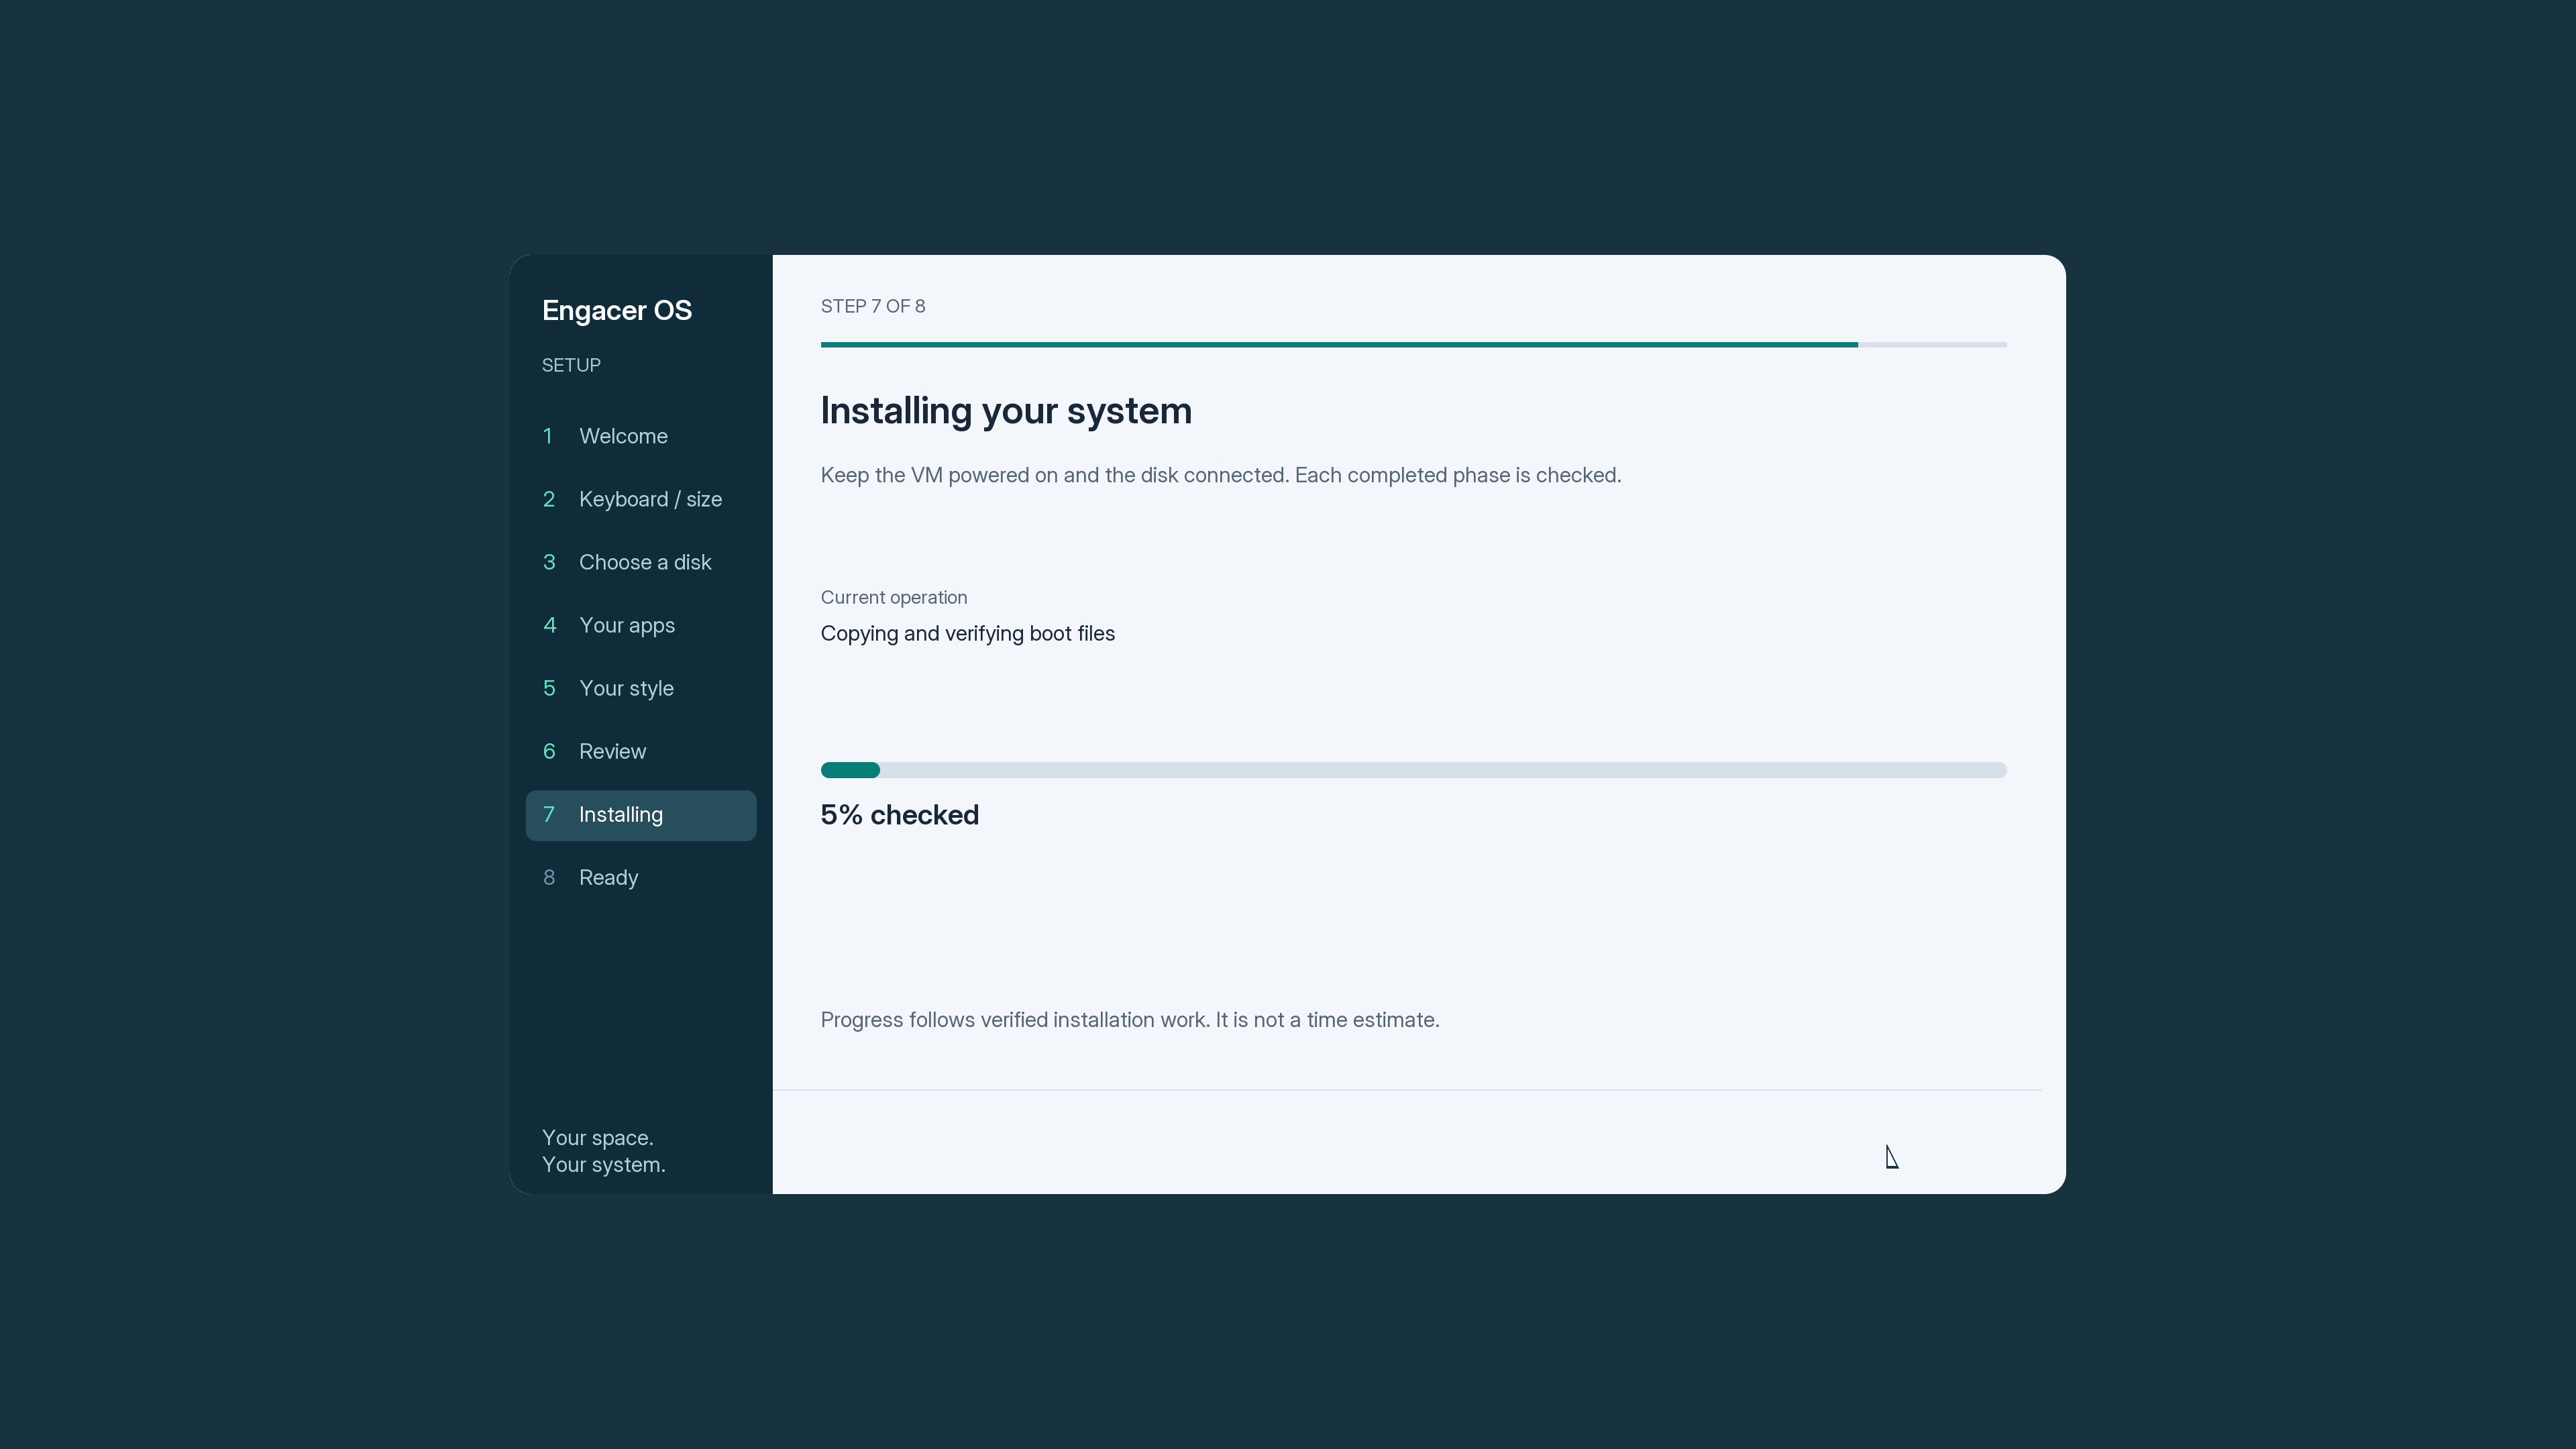 Engacer OS
SETUP
1 Welcome
2 Keyboard / size
3 Choose a disk
4 Your apps
5 Your style
6 Review
7 Installing
8 Ready
Your space.
Your system.
STEP 7 OF 8
Installing your system
Keep the VM powered on and the disk connected. Each completed phase is checked.
Current operation
Copying and verifying boot files
5% checked
Progress follows verified installation work. It is not a time estimate.